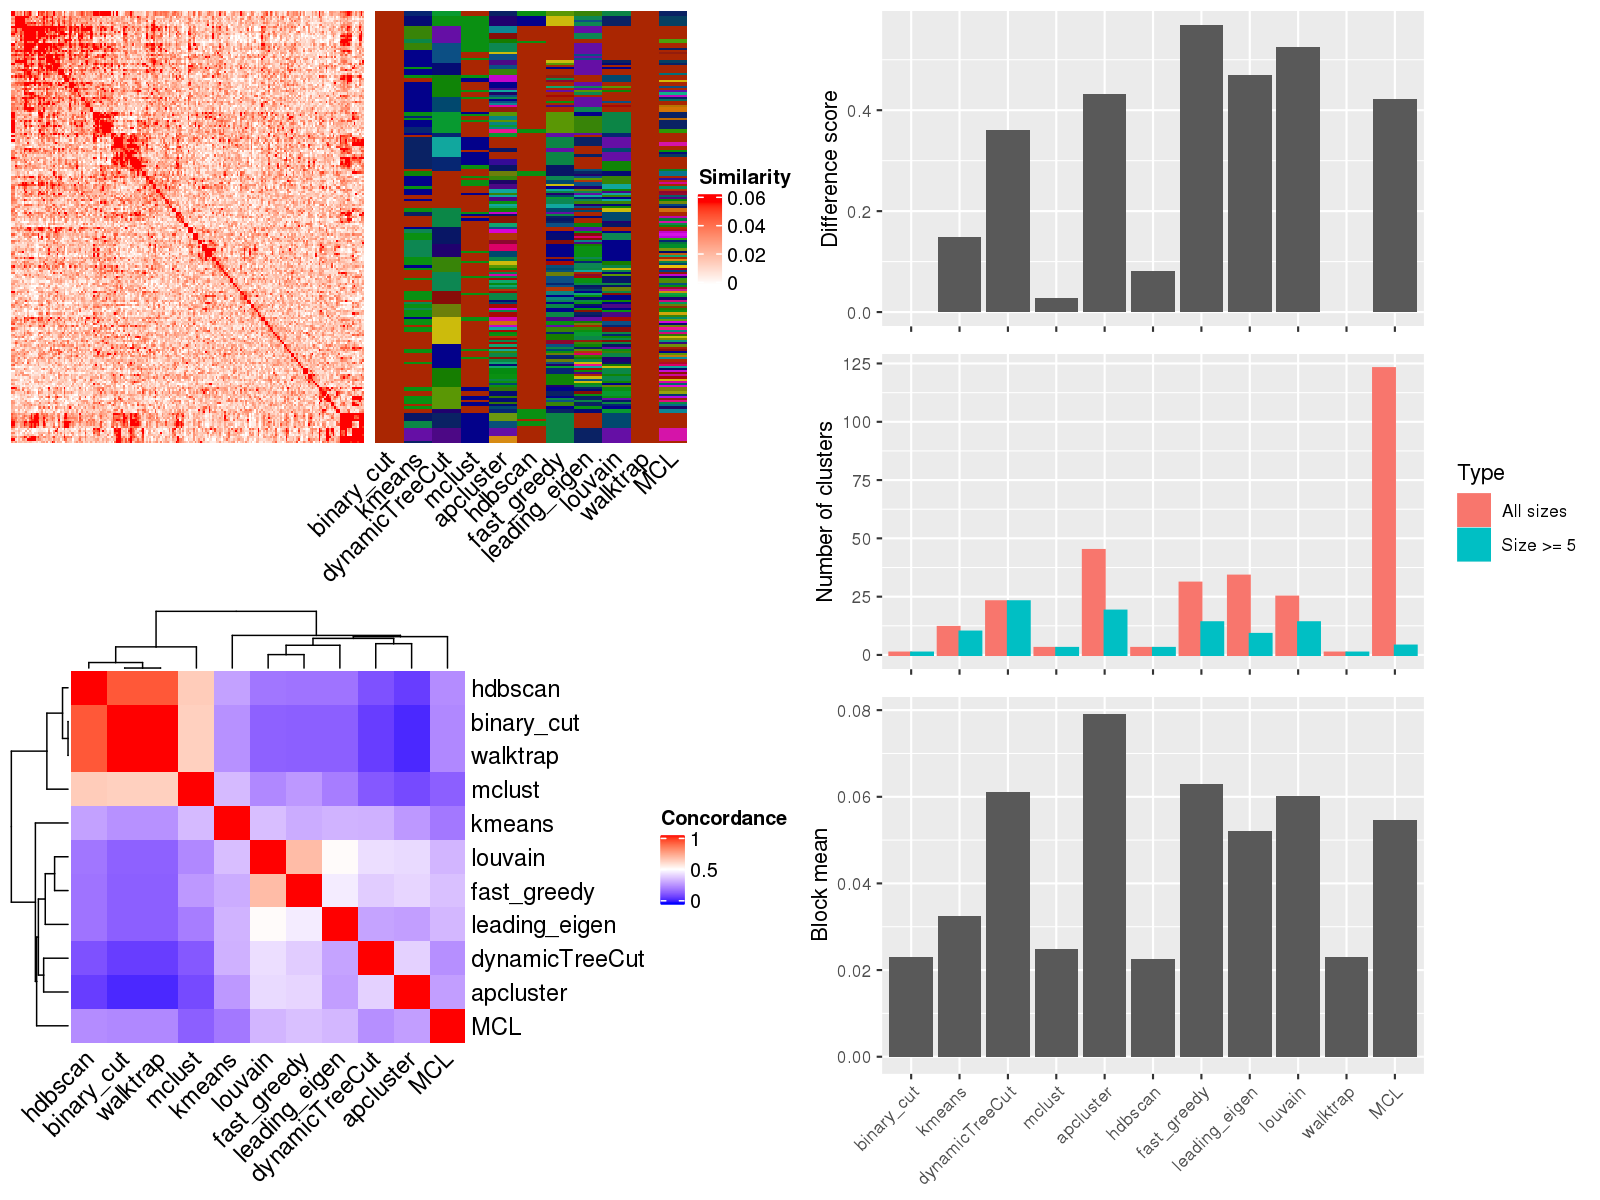 Similarity
0.06
0.04
0.02
0
binary_cut
kmeans
dynamicTreeCut
mclust
apcluster
hdbscan
fast_greedy
leading_eigen
louvain
walktrap
MCL
hdbscan
binary_cut
walktrap
mclust
kmeans
louvain
fast_greedy
leading_eigen
dynamicTreeCut
apcluster
MCL
hdbscan
binary_cut
walktrap
mclust
kmeans
louvain
fast_greedy
leading_eigen
dynamicTreeCut
apcluster
MCL
Concordance
1
0.5
0
Difference score
0.4
0.2
0.0
Number of clusters
125
100
75
50
25
0
Type
All sizes
Size >= 5
Block mean
0.08
0.06
0.04
0.02
0.00
binary_cut
kmeans
dynamicTreeCut
mclust
apcluster
hdbscan
fast_greedy
leading_eigen
louvain
walktrap
MCL